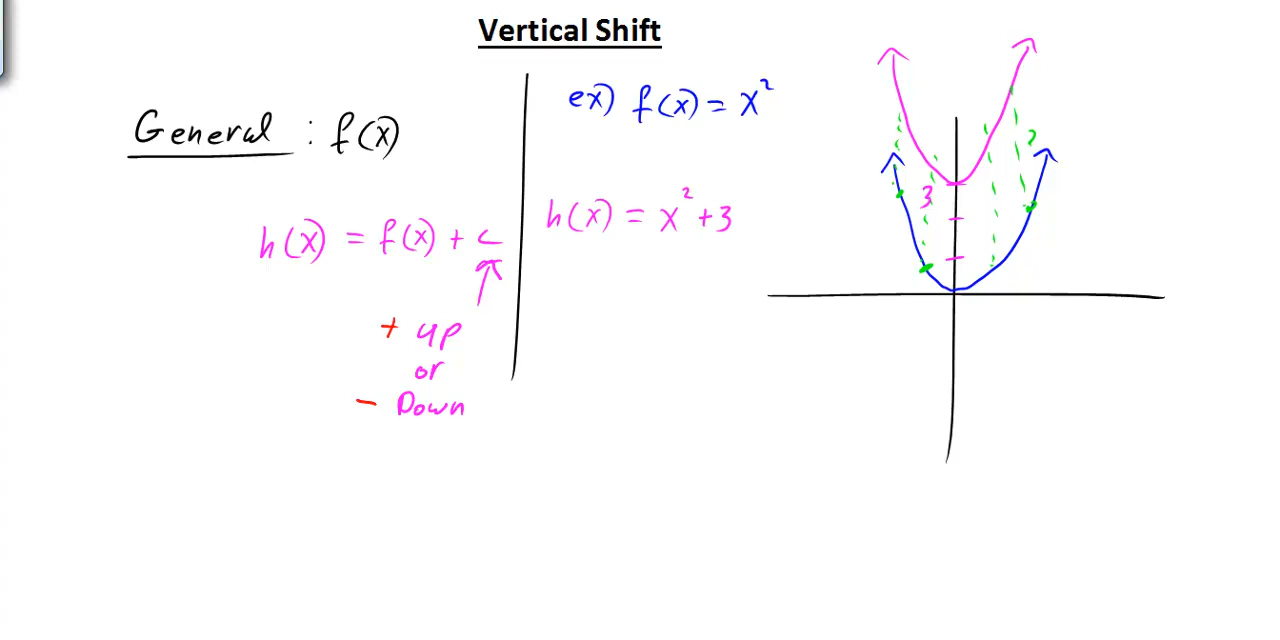 Vertical Shift
General : f(x)
h(x) = f(x) + c
+ up
or
- Down
ex) f(x) = x²
h(x) = x² + 3
3